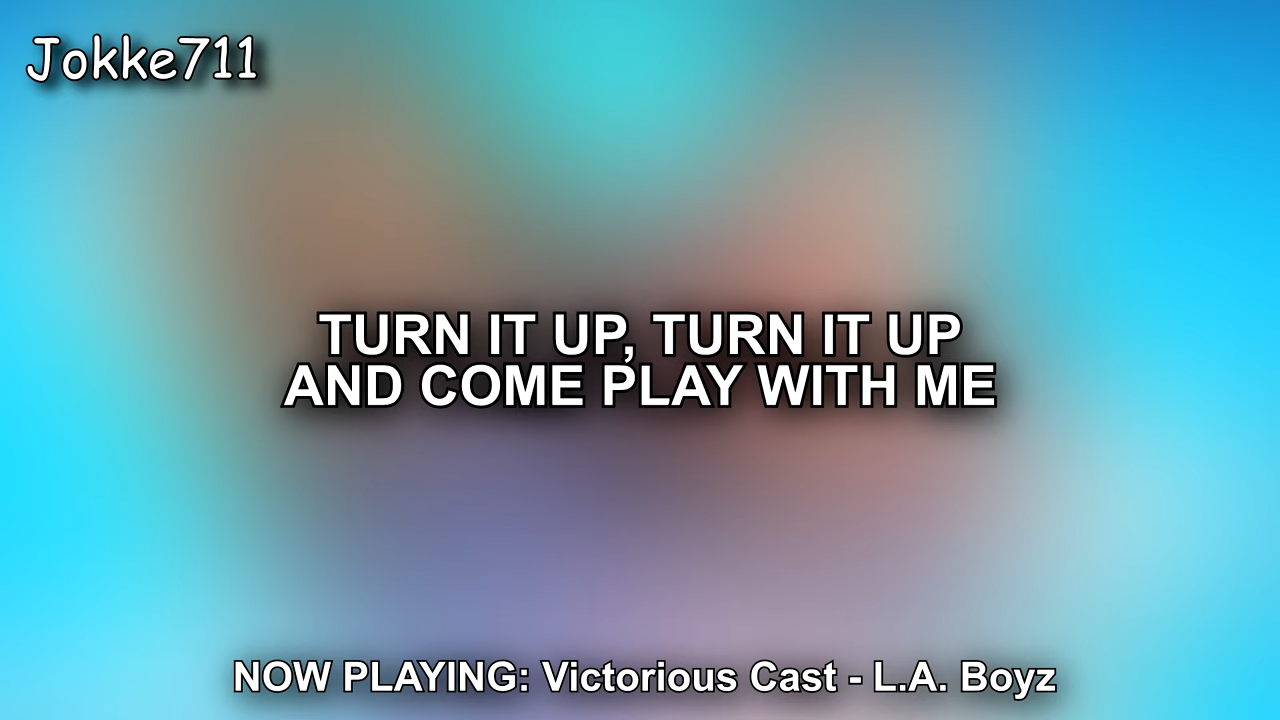 Jokke711
TURN IT UP, TURN IT UP
AND COME PLAY WITH ME
NOW PLAYING: Victorious Cast - L.A. Boyz